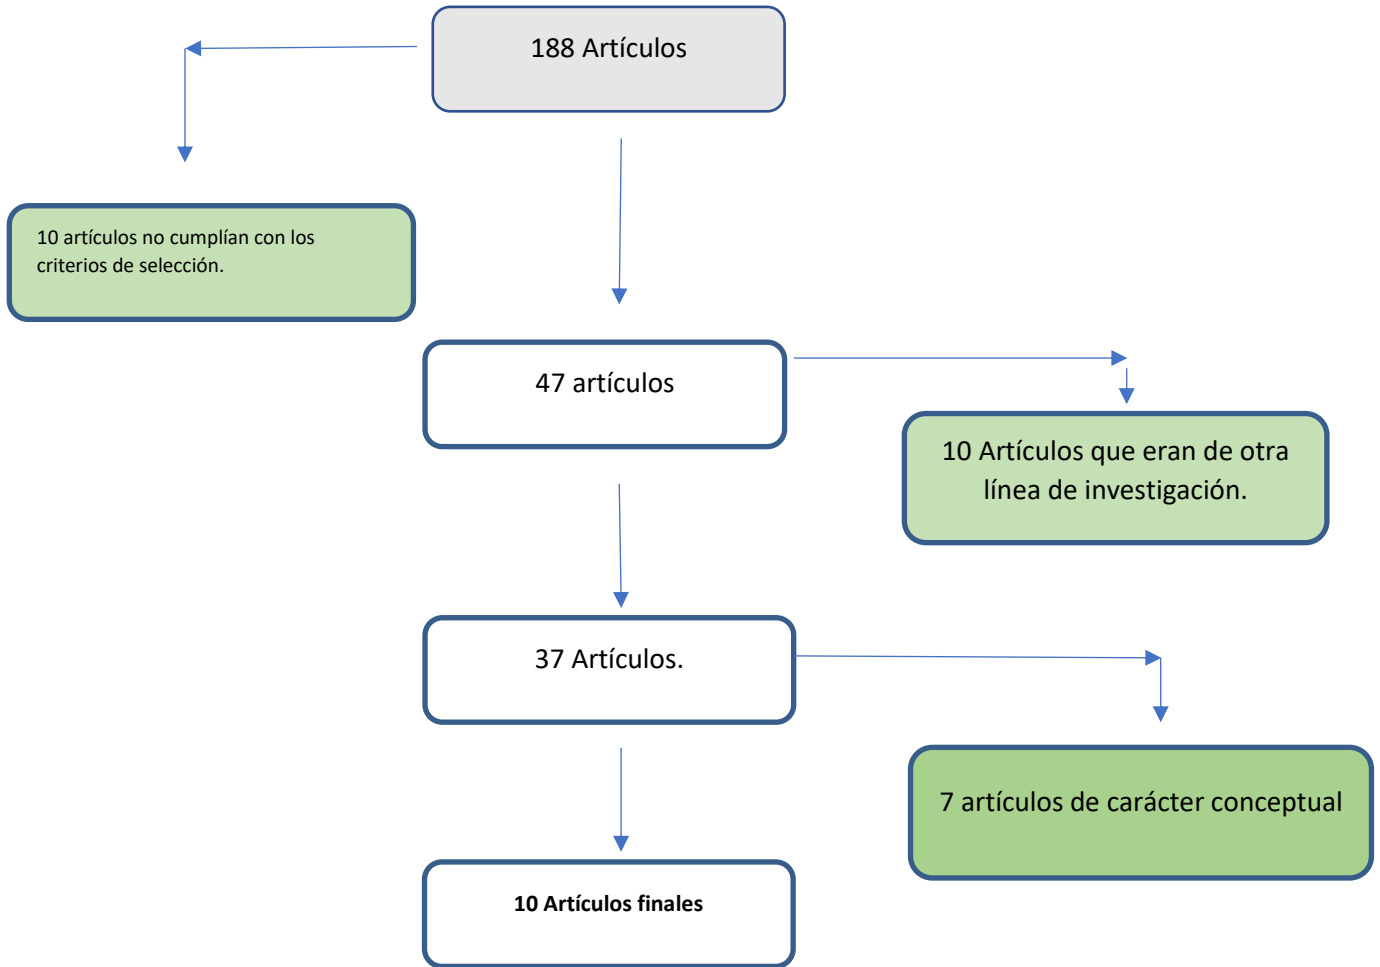 188 Artículos
10 artículos no cumplían con los
criterios de selección.
47 artículos
10 Artículos que eran de otra
línea de investigación.
37 Artículos.
7 artículos de carácter conceptual
10 Artículos finales